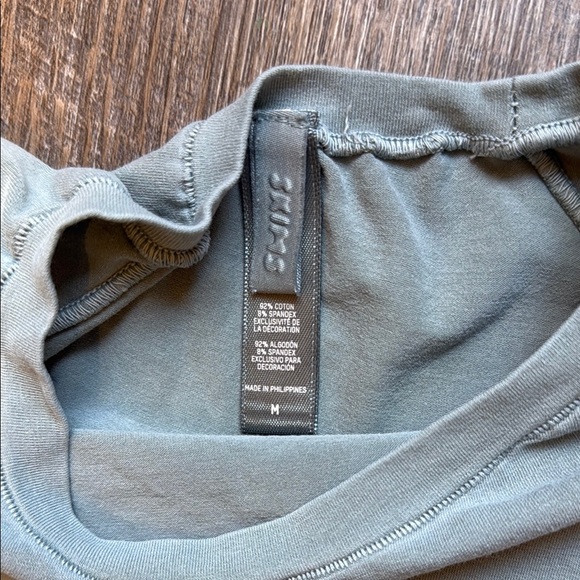 SKIMS
92% COTON
8% SPANDEX
EXCLUSIVITÉ DE
LA DÉCORATION
92% ALGODÓN
8% SPANDEX
EXCLUSIVO PARA
DECORACIÓN
MADE IN PHILIPPINES
M